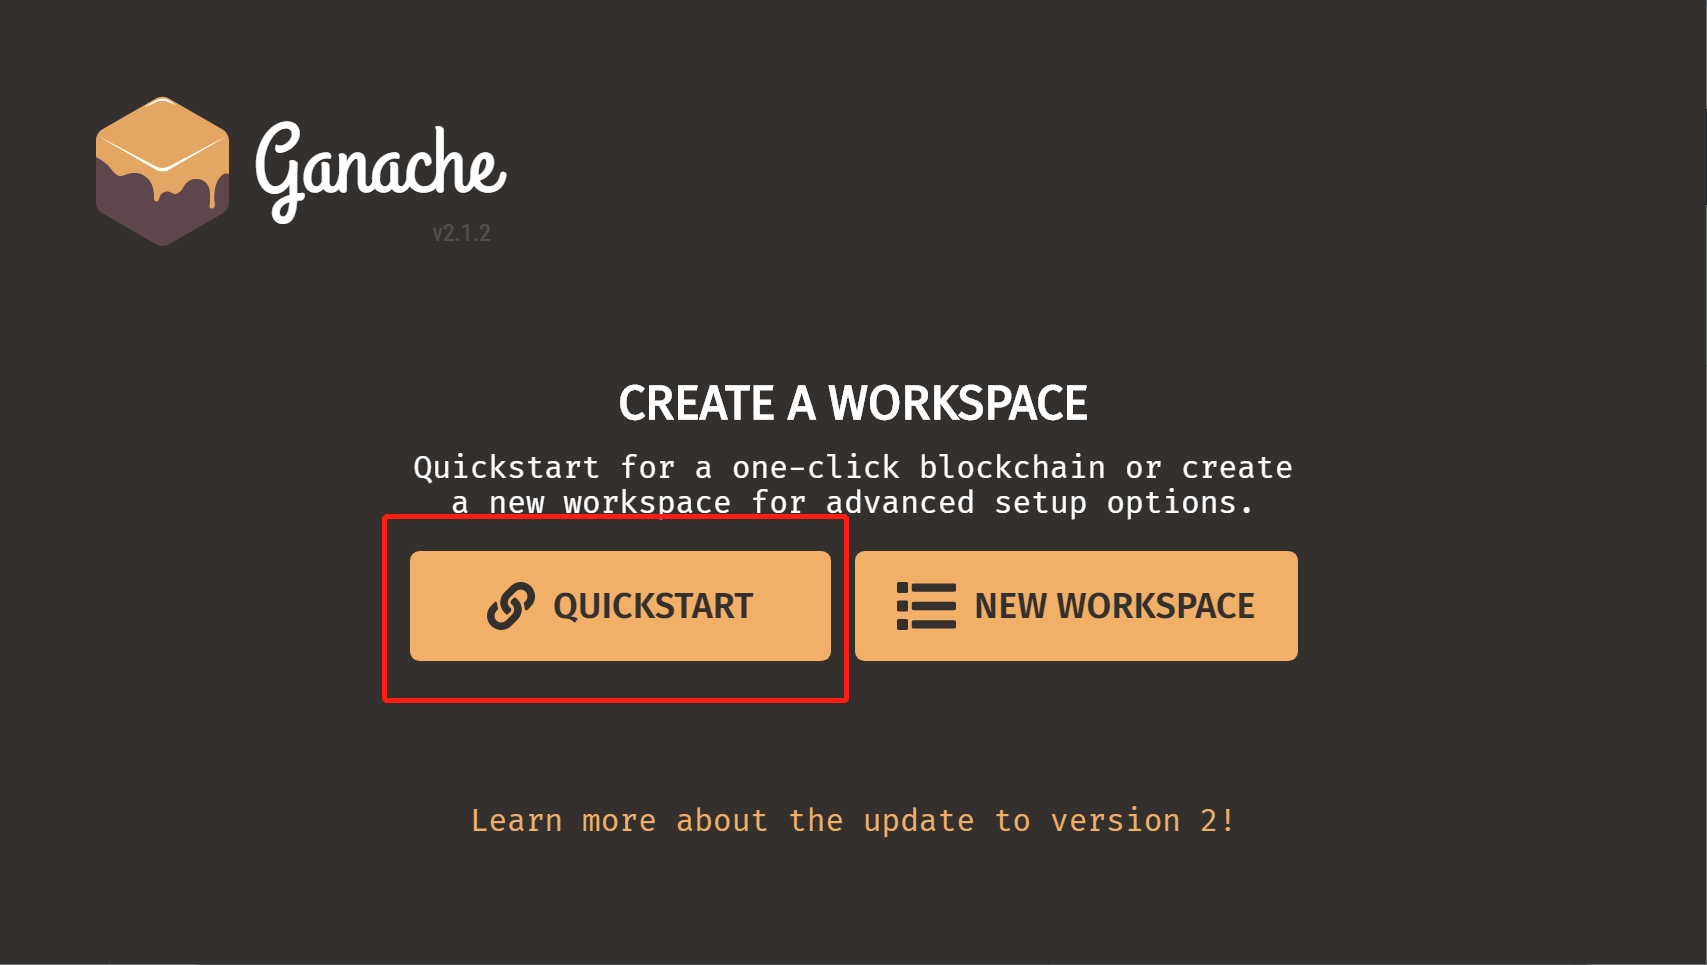 Ganache
v2.1.2
CREATE A WORKSPACE
Quickstart for a one-click blockchain or create
a new workspace for advanced setup options.
QUICKSTART
NEW WORKSPACE
Learn more about the update to version 2!